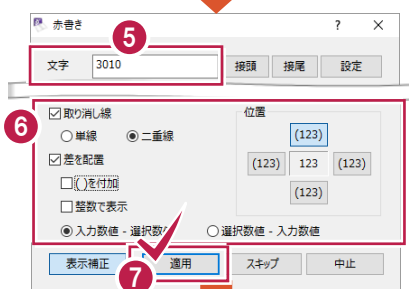 赤書き ? ×
5
文字 3010 接頭 接尾 設定
6
取り消し線 位置
単線 二重線 (123)
差を配置 (123) 123 (123)
( )を付加 (123)
整数で表示
入力数値 - 選択数値 選択数値 - 入力数値
表示補正 適用 スキップ 中止
7